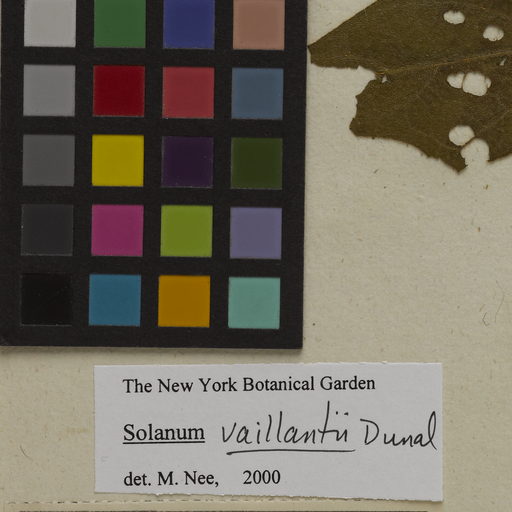 The New York Botanical Garden
Solanum vaillantii Dunal
det. M. Nee, 2000